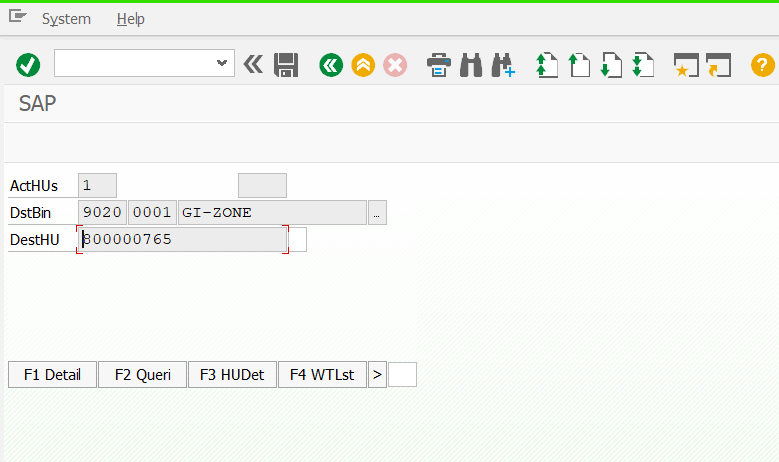 System Help
SAP
ActHUs 1
DstBin 9020 0001 GI-ZONE ...
DestHU 800000765
F1 Detail F2 Queri F3 HUDet F4 WTLst >